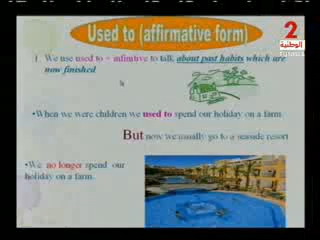 Used to (affirmative form)
2
الوطنية
1. We use used to + infinitive to talk about past habits which are
now finished
•When we were children we used to spend our holiday on a farm.
But now we usually go to a seaside resort
•We no longer spend our
holiday on a farm.